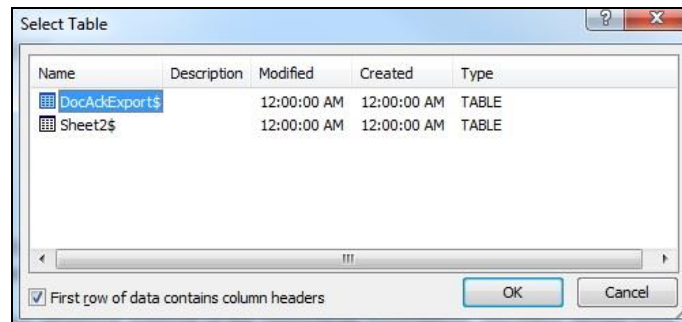 Select Table
Name Description Modified Created Type
DocAckExport$ 12:00:00 AM 12:00:00 AM TABLE
Sheet2$ 12:00:00 AM 12:00:00 AM TABLE
First row of data contains column headers
OK Cancel